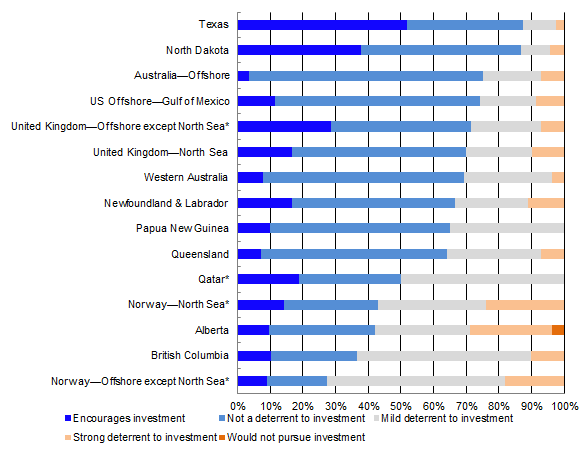 Texas
North Dakota
Australia—Offshore
US Offshore—Gulf of Mexico
United Kingdom—Offshore except North Sea*
United Kingdom—North Sea
Western Australia
Newfoundland & Labrador
Papua New Guinea
Queensland
Qatar*
Norway—North Sea*
Alberta
British Columbia
Norway—Offshore except North Sea*
0% 10% 20% 30% 40% 50% 60% 70% 80% 90% 100%
Encourages investment Not a deterrent to investment Mild deterrent to investment
Strong deterrent to investment Would not pursue investment